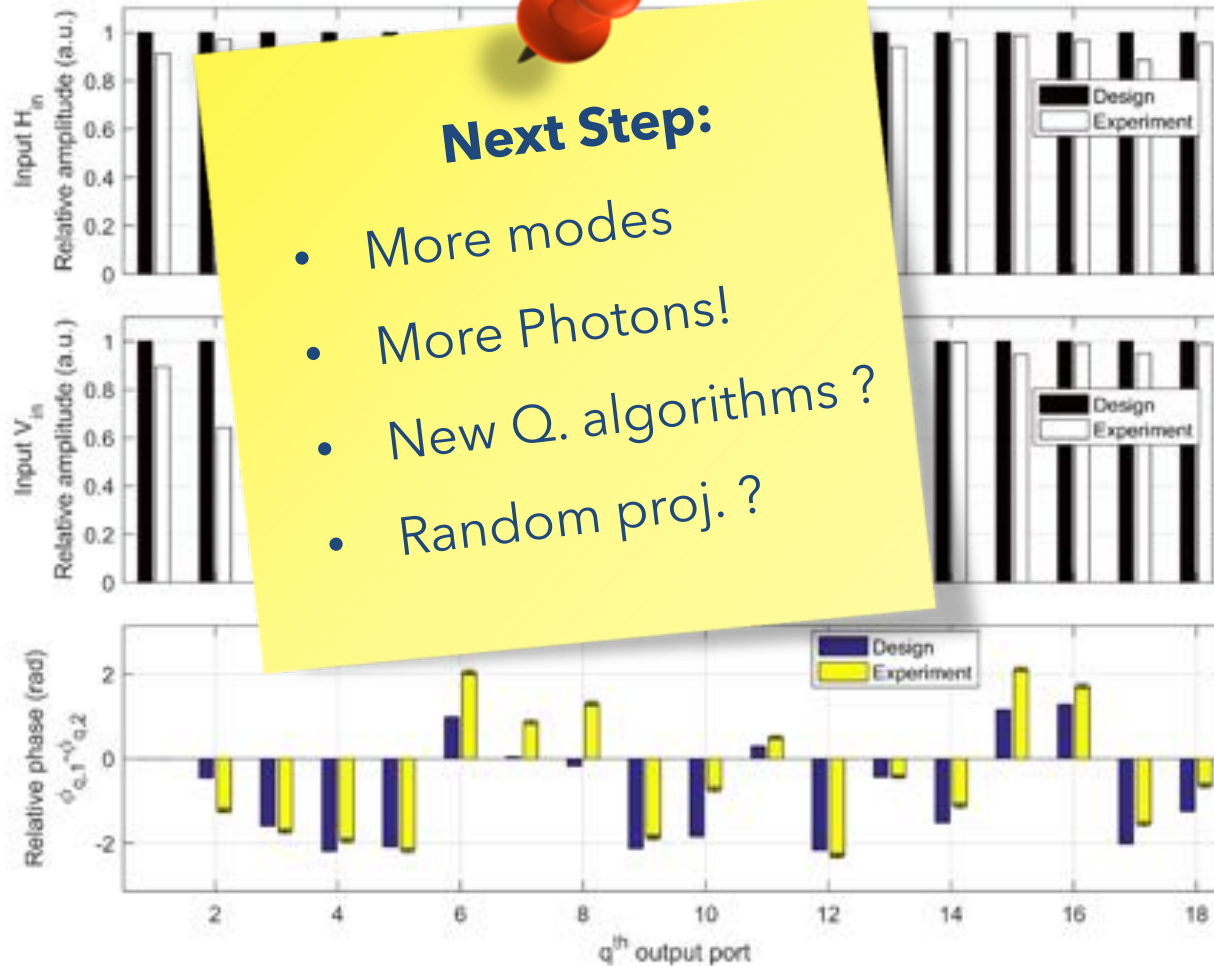 Input H_in
Relative amplitude (a.u.)
1
0.8
0.6
0.4
0.2
0
Design
Experiment
Next Step:
• More modes
• More Photons!
• New Q. algorithms ?
• Random proj. ?
Input V_in
Relative amplitude (a.u.)
1
0.8
0.6
0.4
0.2
0
Design
Experiment
Relative phase (rad)
ϕ_q,1-ϕ_q,2
2
0
-2
Design
Experiment
2 4 6 8 10 12 14 16 18
q^th output port